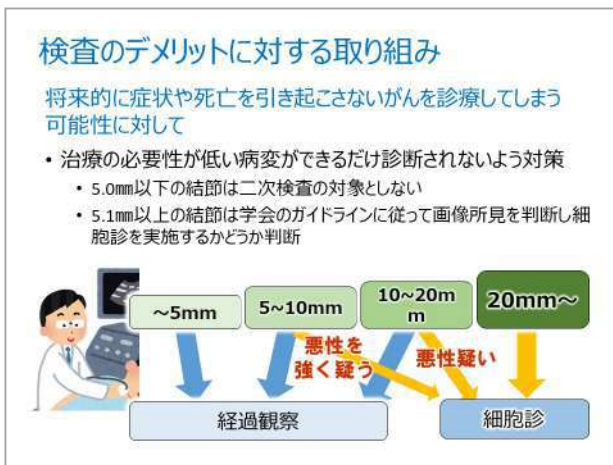 検査のデメリットに対する取り組み
将来的に症状や死亡を引き起こさないがんを診療してしまう
可能性に対して
• 治療の必要性が低い病変ができるだけ診断されないよう対策
• 5.0㎜以下の結節は二次検査の対象としない
• 5.1㎜以上の結節は学会のガイドラインに従って画像所見を判断し細
胞診を実施するかどうか判断
～5mm
5~10mm
10~20m
m
20mm～
悪性を
強く疑う
悪性疑い
経過観察
細胞診